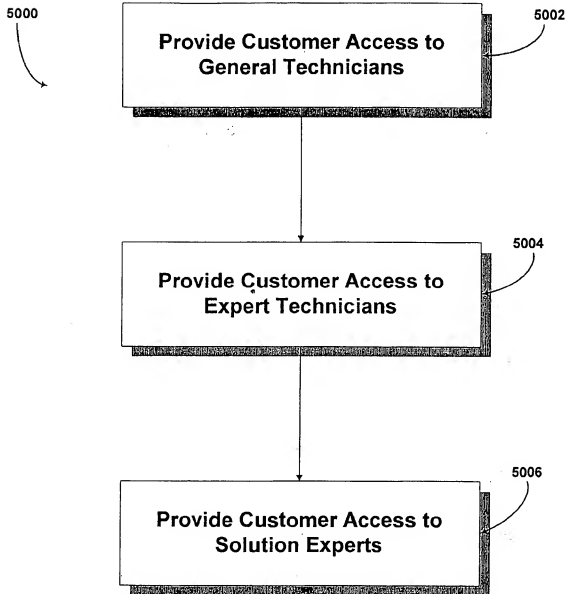 5000
5002
Provide Customer Access to
General Technicians
5004
Provide Customer Access to
Expert Technicians
5006
Provide Customer Access to
Solution Experts